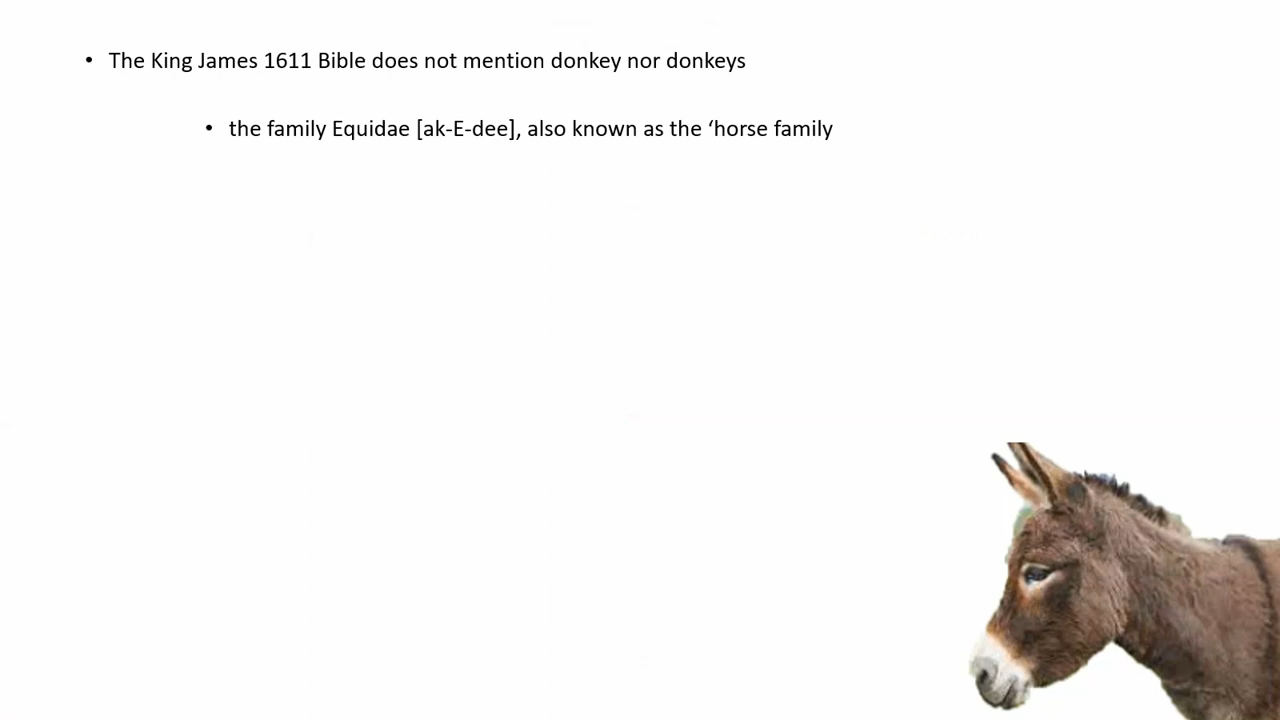 • The King James 1611 Bible does not mention donkey nor donkeys
• the family Equidae [ak-E-dee], also known as the ‘horse family